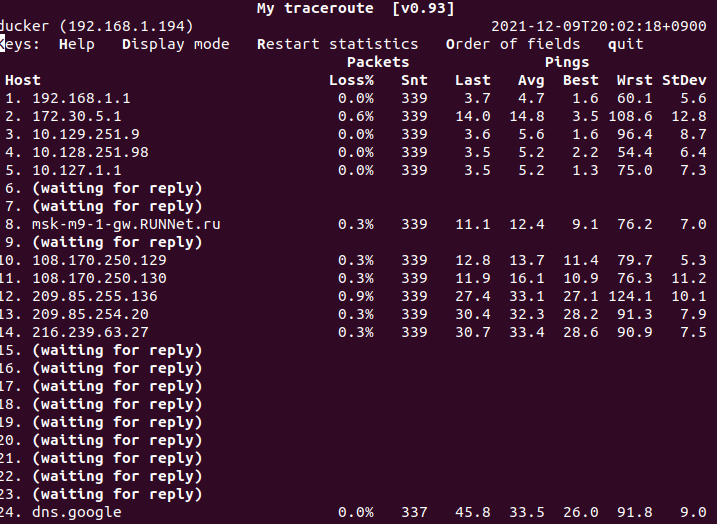 My traceroute  [v0.93]
ducker (192.168.1.194) 2021-12-09T20:02:18+0900
Keys:  Help   Display mode   Restart statistics   Order of fields   quit
Packets Pings
Host Loss% Snt Last Avg Best Wrst StDev
1. 192.168.1.1 0.0% 339 3.7 4.7 1.6 60.1 5.6
2. 172.30.5.1 0.6% 339 14.0 14.8 3.5 108.6 12.8
3. 10.129.251.9 0.0% 339 3.6 5.6 1.6 96.4 8.7
4. 10.128.251.98 0.0% 339 3.5 5.2 2.2 54.4 6.4
5. 10.127.1.1 0.0% 339 3.5 5.2 1.3 75.0 7.3
6. (waiting for reply)
7. (waiting for reply)
8. msk-m9-1-gw.RUNNet.ru 0.3% 339 11.1 12.4 9.1 76.2 7.0
9. (waiting for reply)
10. 108.170.250.129 0.3% 339 12.8 13.7 11.4 79.7 5.3
11. 108.170.250.130 0.3% 339 11.9 16.1 10.9 76.3 11.2
12. 209.85.255.136 0.9% 339 27.4 33.1 27.1 124.1 10.1
13. 209.85.254.20 0.3% 339 30.4 32.3 28.2 91.3 7.9
14. 216.239.63.27 0.3% 339 30.7 33.4 28.6 90.9 7.5
15. (waiting for reply)
16. (waiting for reply)
17. (waiting for reply)
18. (waiting for reply)
19. (waiting for reply)
20. (waiting for reply)
21. (waiting for reply)
22. (waiting for reply)
23. (waiting for reply)
24. dns.google 0.0% 337 45.8 33.5 26.0 91.8 9.0